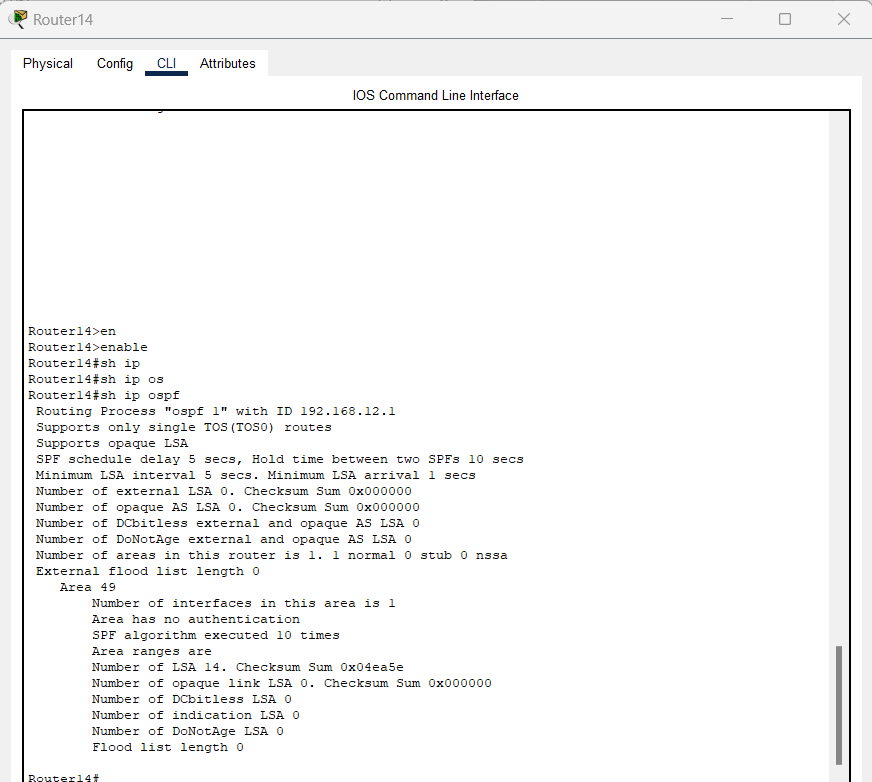 Router14
Physical Config CLI Attributes
IOS Command Line Interface
Router14>en
Router14>enable
Router14#sh ip
Router14#sh ip os
Router14#sh ip ospf
Routing Process "ospf 1" with ID 192.168.12.1
Supports only single TOS(TOS0) routes
Supports opaque LSA
SPF schedule delay 5 secs, Hold time between two SPFs 10 secs
Minimum LSA interval 5 secs. Minimum LSA arrival 1 secs
Number of external LSA 0. Checksum Sum 0x000000
Number of opaque AS LSA 0. Checksum Sum 0x000000
Number of DCbitless external and opaque AS LSA 0
Number of DoNotAge external and opaque AS LSA 0
Number of areas in this router is 1. 1 normal 0 stub 0 nssa
External flood list length 0
Area 49
Number of interfaces in this area is 1
Area has no authentication
SPF algorithm executed 10 times
Area ranges are
Number of LSA 14. Checksum Sum 0x04ea5e
Number of opaque link LSA 0. Checksum Sum 0x000000
Number of DCbitless LSA 0
Number of indication LSA 0
Number of DoNotAge LSA 0
Flood list length 0
Router14#